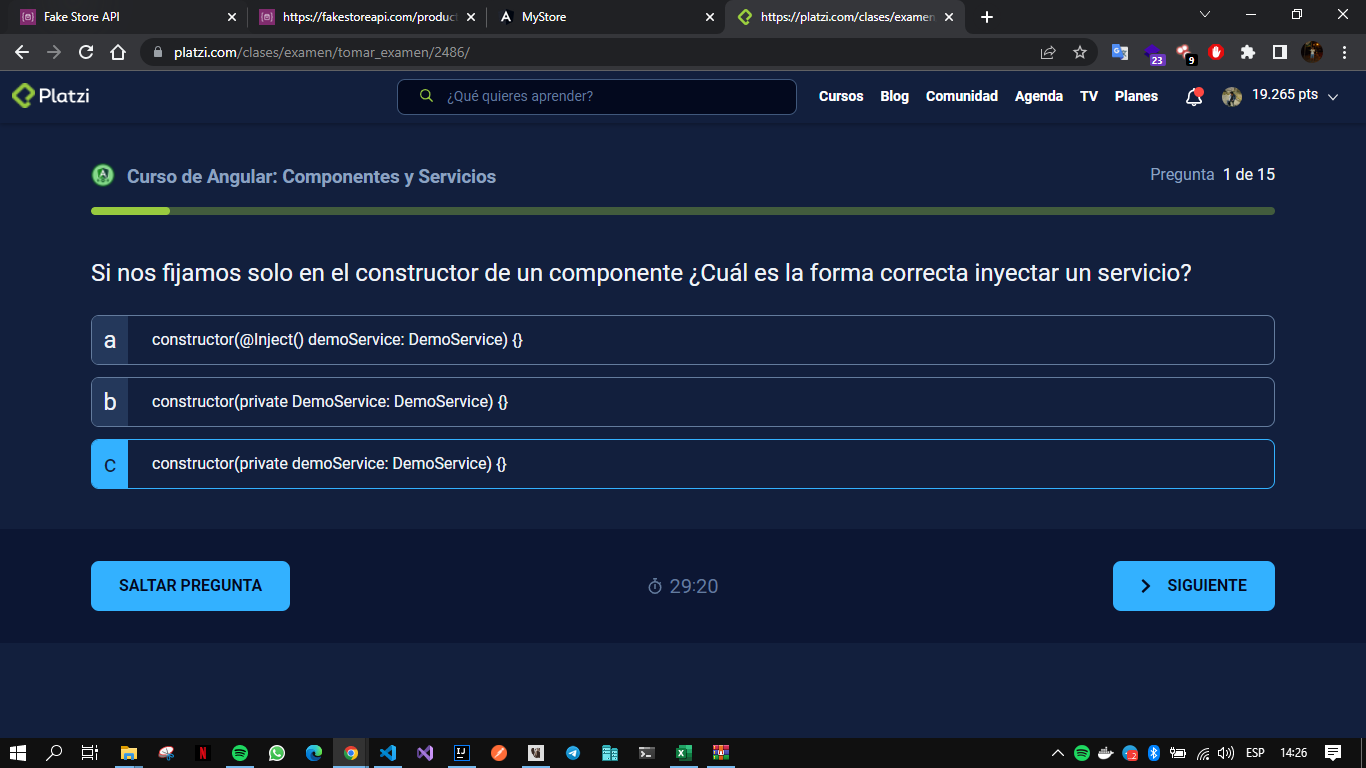 Fake Store API
https://fakestoreapi.com/product
MyStore
https://platzi.com/clases/examen
platzi.com/clases/examen/tomar_examen/2486/
23
9
Platzi
¿Qué quieres aprender?
Cursos
Blog
Comunidad
Agenda
TV
Planes
19.265 pts
Curso de Angular: Componentes y Servicios
Pregunta 1 de 15
Si nos fijamos solo en el constructor de un componente ¿Cuál es la forma correcta inyectar un servicio?
a constructor(@Inject() demoService: DemoService) {}
b constructor(private DemoService: DemoService) {}
c constructor(private demoService: DemoService) {}
SALTAR PREGUNTA
29:20
SIGUIENTE
ESP
14:26